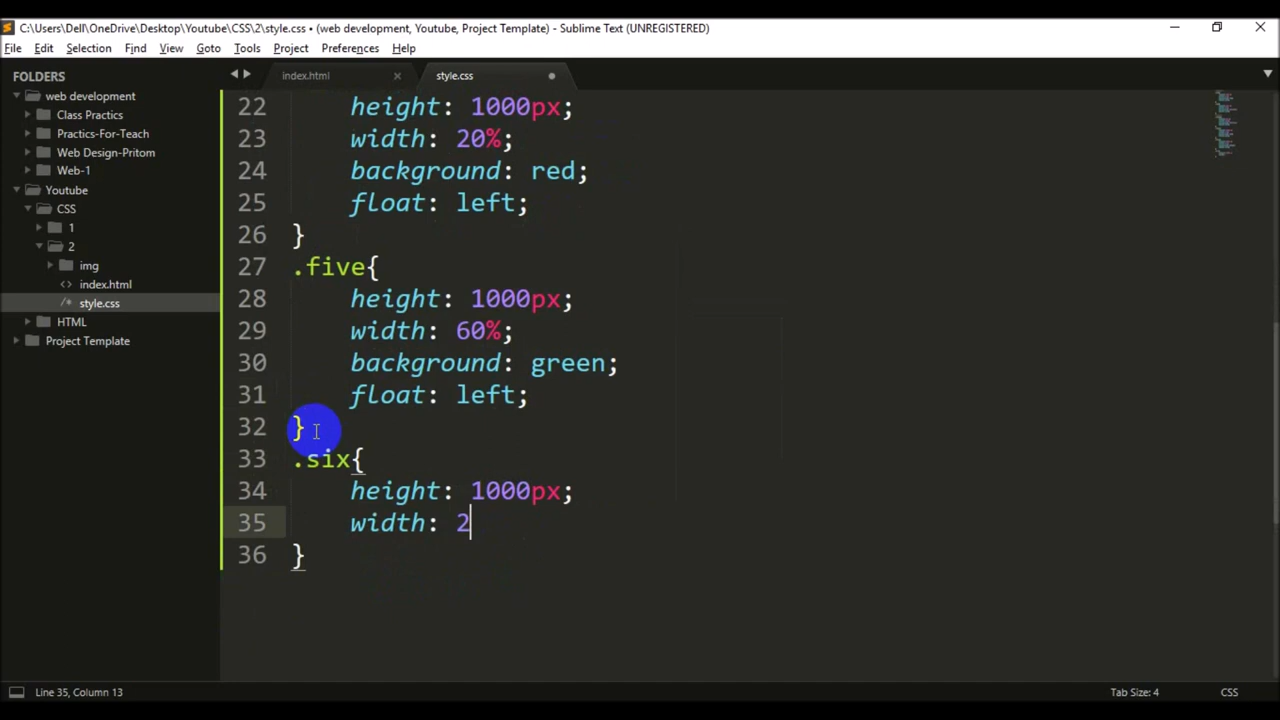 C:\Users\Dell\OneDrive\Desktop\Youtube\CSS\2\style.css • (web development, Youtube, Project Template) - Sublime Text (UNREGISTERED)
File Edit Selection Find View Goto Tools Project Preferences Help
FOLDERS
web development
Class Practics
Practics-For-Teach
Web Design-Pritom
Web-1
Youtube
CSS
1
2
img
<> index.html
/* style.css
HTML
Project Template
index.html × style.css •
22 height: 1000px;
23 width: 20%;
24 background: red;
25 float: left;
26 }
27 .five{
28 height: 1000px;
29 width: 60%;
30 background: green;
31 float: left;
32 }
33 .six{
34 height: 1000px;
35 width: 2
36 }
Line 35, Column 13 Tab Size: 4 CSS